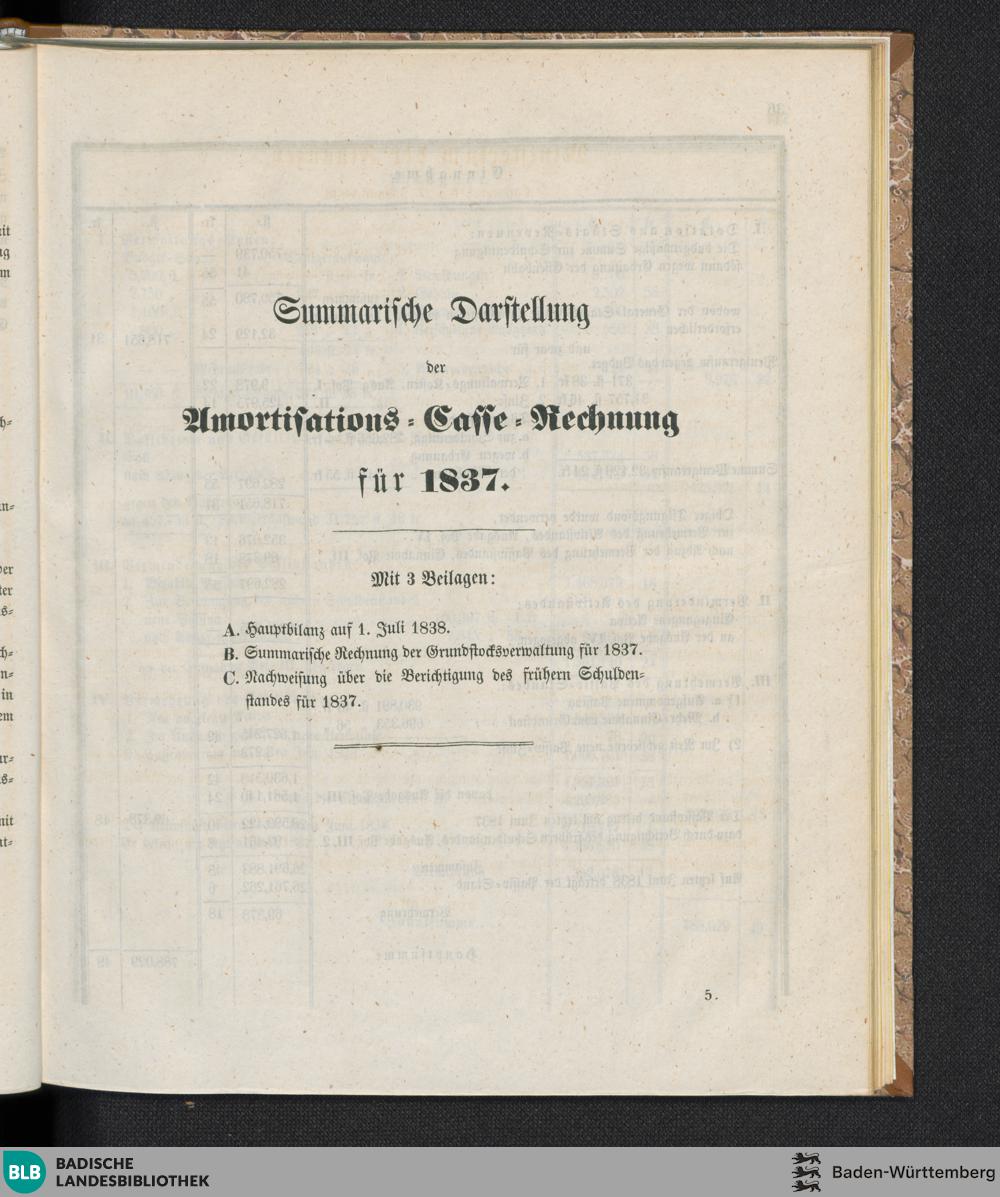 Summarische Darstellung
der
Amortisations-Casse-Rechnung
für 1837.
Mit 3 Beilagen:
A. Hauptbilanz auf 1. Juli 1838.
B. Summarische Rechnung der Grundstocksverwaltung für 1837.
C. Nachweisung über die Berichtigung des frühern Schulden-
standes für 1837.
5.
BLB BADISCHE
LANDESBIBLIOTHEK
Baden-Württemberg